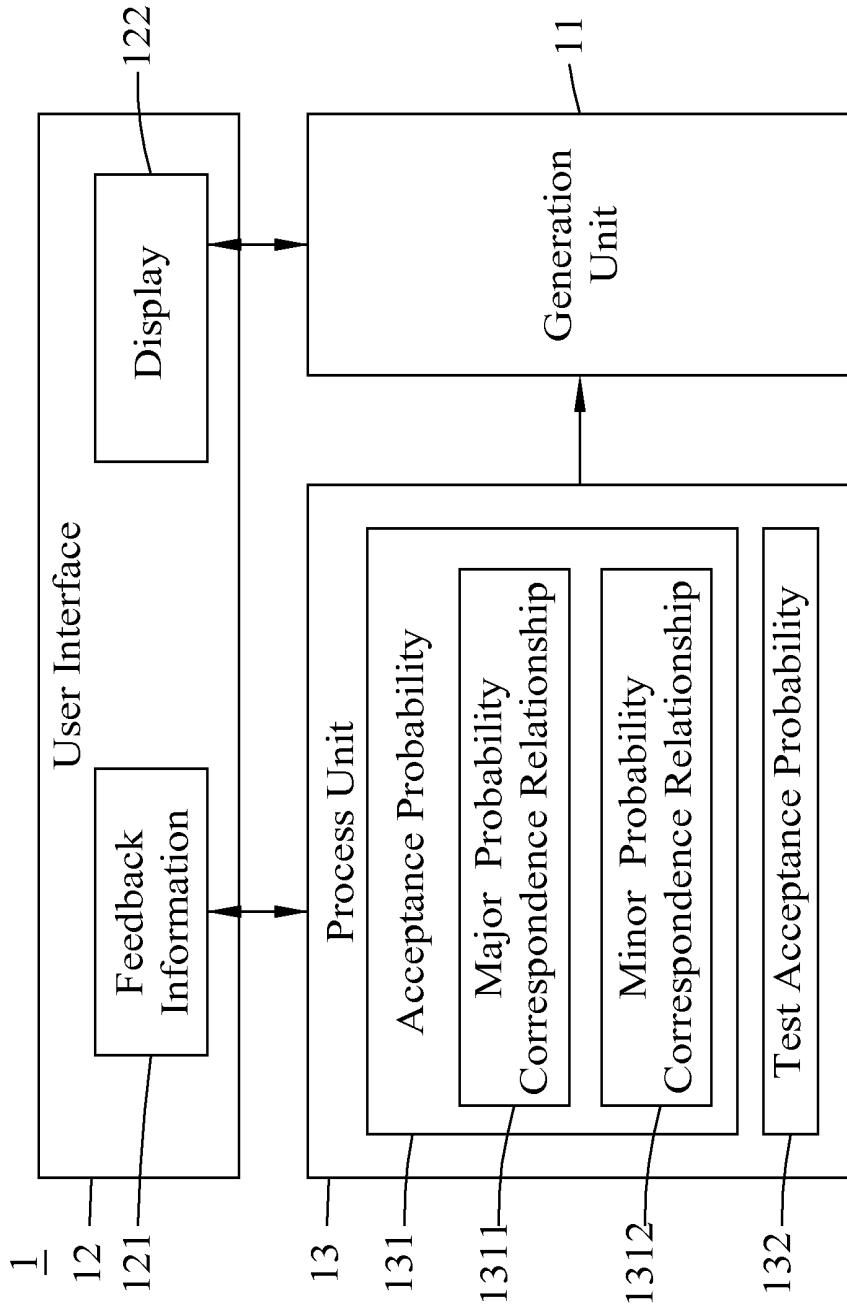 1
12
User Interface
121
Feedback
Information
Display
122
13
Process Unit
131
Acceptance Probability
1311
Major Probability
Correspondence Relationship
1312
Minor Probability
Correspondence Relationship
132
Test Acceptance Probability
Generation
Unit
11